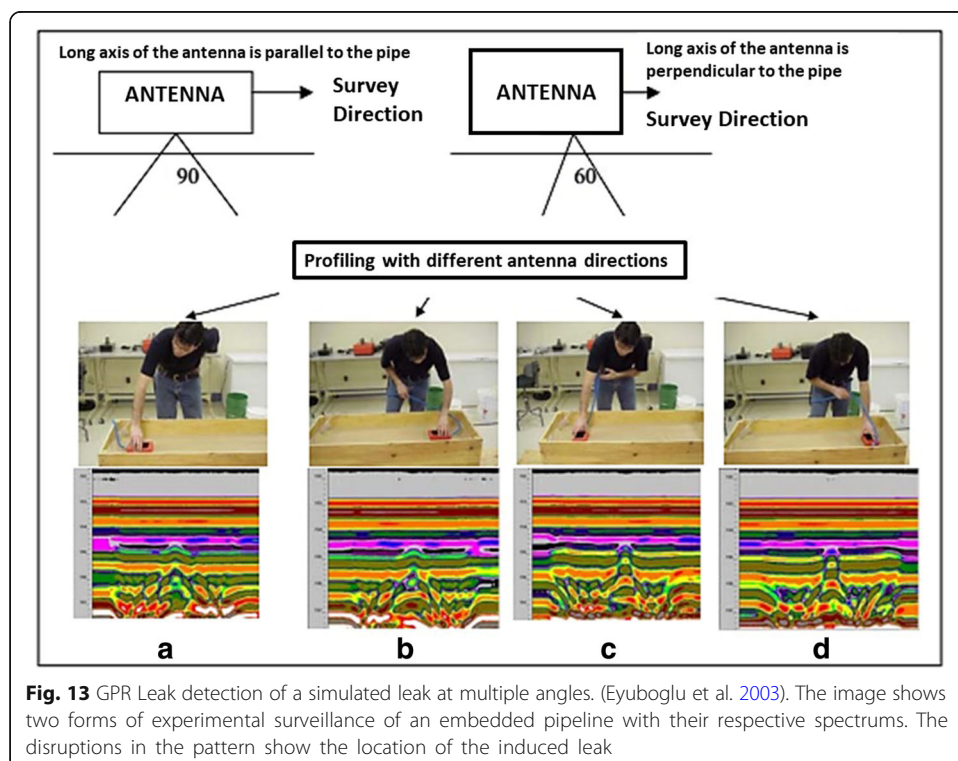 Long axis of the antenna is parallel to the pipe
ANTENNA
Survey
Direction
90
Long axis of the antenna is
perpendicular to the pipe
ANTENNA
Survey Direction
60
Profiling with different antenna directions
a b c d
Fig. 13 GPR Leak detection of a simulated leak at multiple angles. (Eyuboglu et al. 2003). The image shows
two forms of experimental surveillance of an embedded pipeline with their respective spectrums. The
disruptions in the pattern show the location of the induced leak